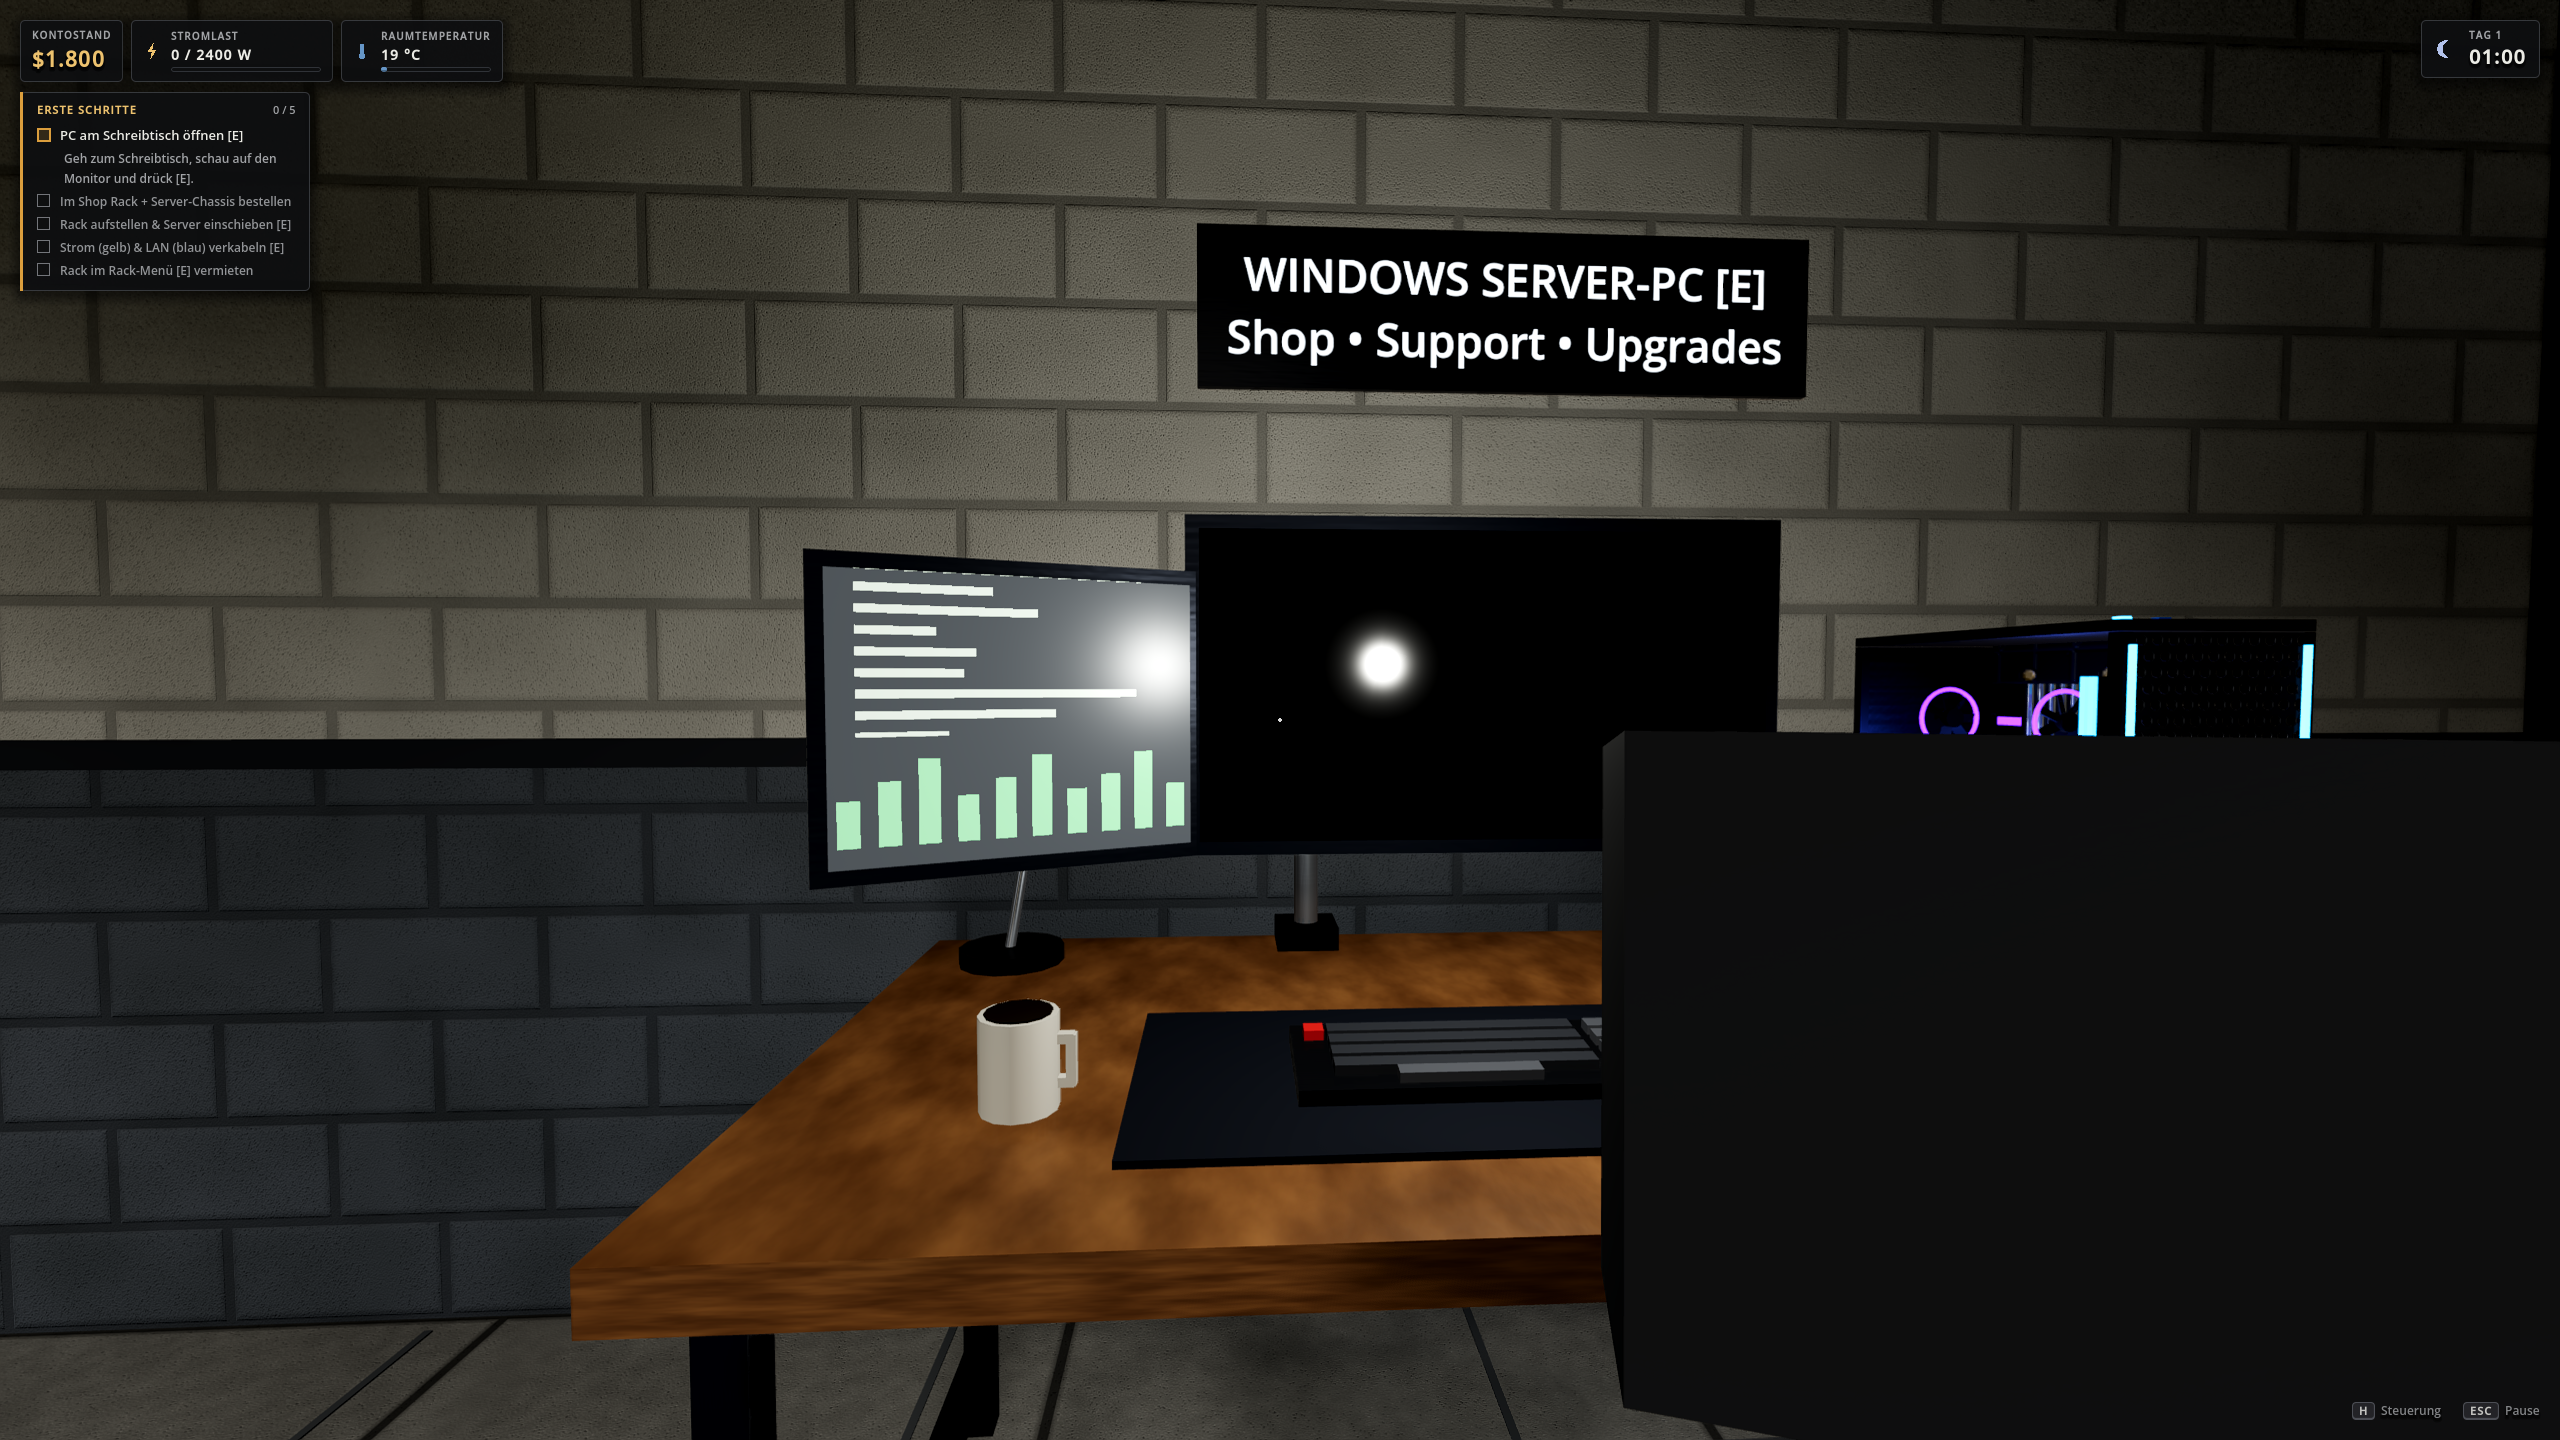 KONTOSTAND
$1.800
STROMLAST
0 / 2400 W
RAUMTEMPERATUR
19 °C
TAG 1
01:00
ERSTE SCHRITTE
0 / 5
PC am Schreibtisch öffnen [E]
Geh zum Schreibtisch, schau auf den
Monitor und drück [E].
Im Shop Rack + Server-Chassis bestellen
Rack aufstellen & Server einschieben [E]
Strom (gelb) & LAN (blau) verkabeln [E]
Rack im Rack-Menü [E] vermieten
WINDOWS SERVER-PC [E]
Shop • Support • Upgrades
H Steuerung
ESC Pause